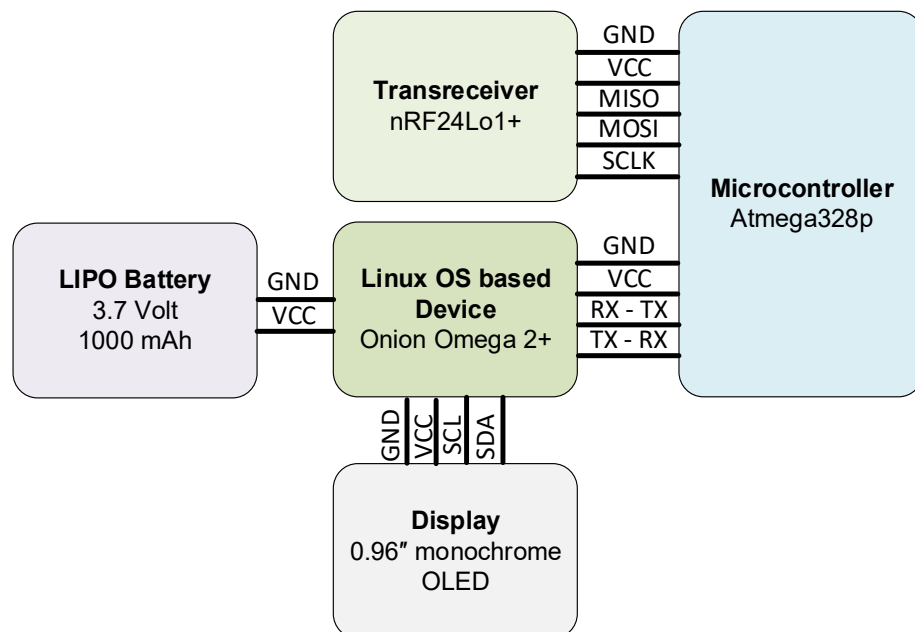 Transreceiver
nRF24Lo1+
GND
VCC
MISO
MOSI
SCLK
Microcontroller
Atmega328p
LIPO Battery
3.7 Volt
1000 mAh
GND
VCC
Linux OS based
Device
Onion Omega 2+
GND
VCC
RX - TX
TX - RX
GND
VCC
SCL
SDA
Display
0.96″ monochrome
OLED